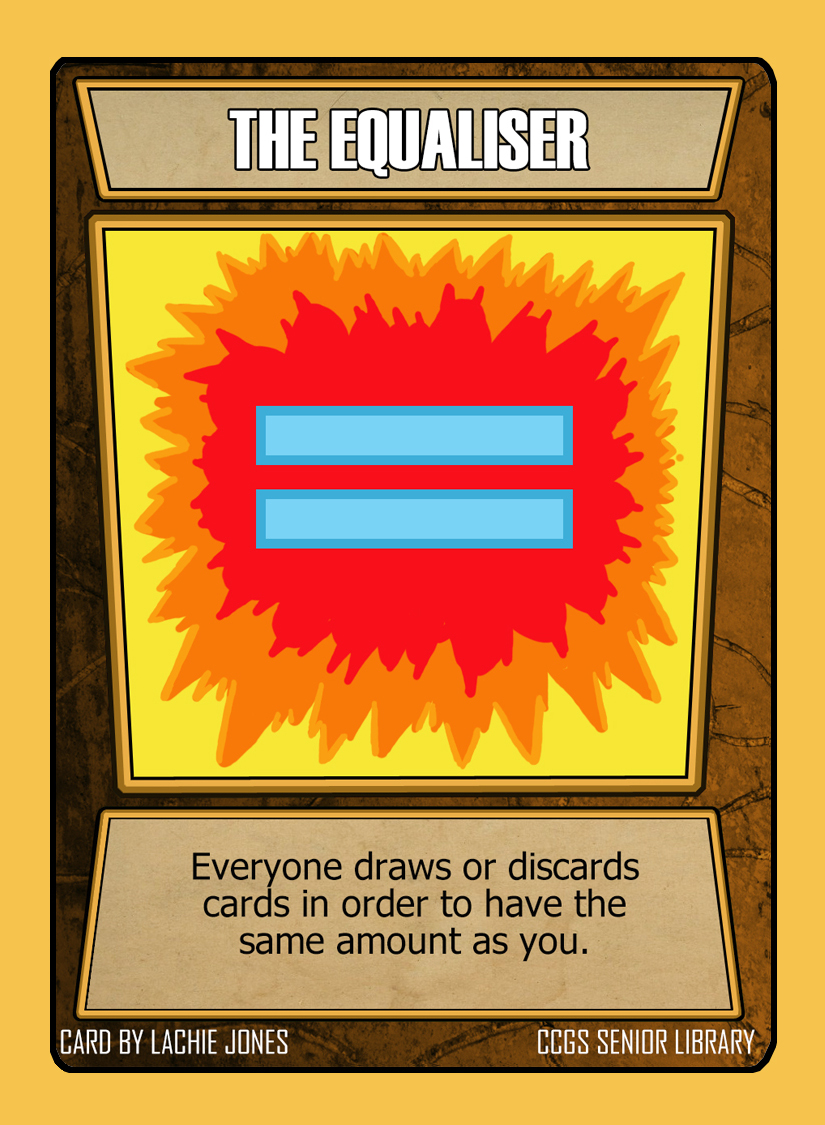 THE EQUALISER
Everyone draws or discards
cards in order to have the
same amount as you.
CARD BY LACHIE JONES
CCGS SENIOR LIBRARY